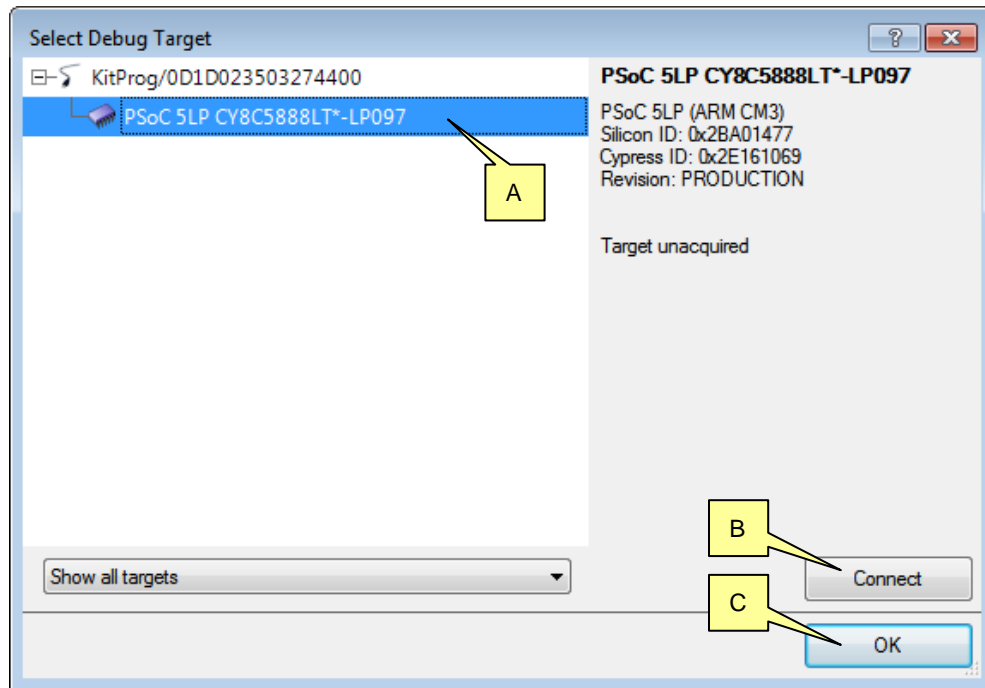 Select Debug Target
KitProg/0D1D023503274400
PSoC 5LP CY8C5888LT*-LP097
A
PSoC 5LP CY8C5888LT*-LP097
PSoC 5LP (ARM CM3)
Silicon ID: 0x2BA01477
Cypress ID: 0x2E161069
Revision: PRODUCTION
Target unacquired
Show all targets
B
Connect
C
OK